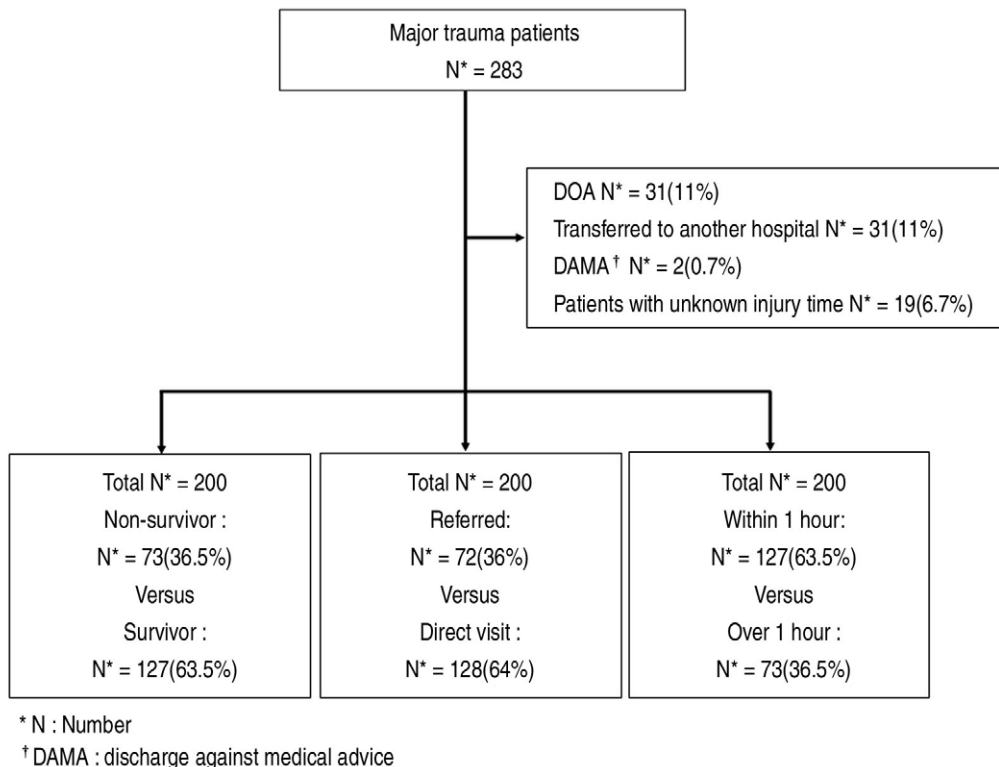 Major trauma patients
N* = 283
DOA N* = 31(11%)
Transferred to another hospital N* = 31(11%)
DAMA† N* = 2(0.7%)
Patients with unknown injury time N* = 19(6.7%)
Total N* = 200
Non-survivor :
N* = 73(36.5%)
Versus
Survivor :
N* = 127(63.5%)
Total N* = 200
Referred:
N* = 72(36%)
Versus
Direct visit :
N* = 128(64%)
Total N* = 200
Within 1 hour:
N* = 127(63.5%)
Versus
Over 1 hour :
N* = 73(36.5%)
* N : Number
† DAMA : discharge against medical advice